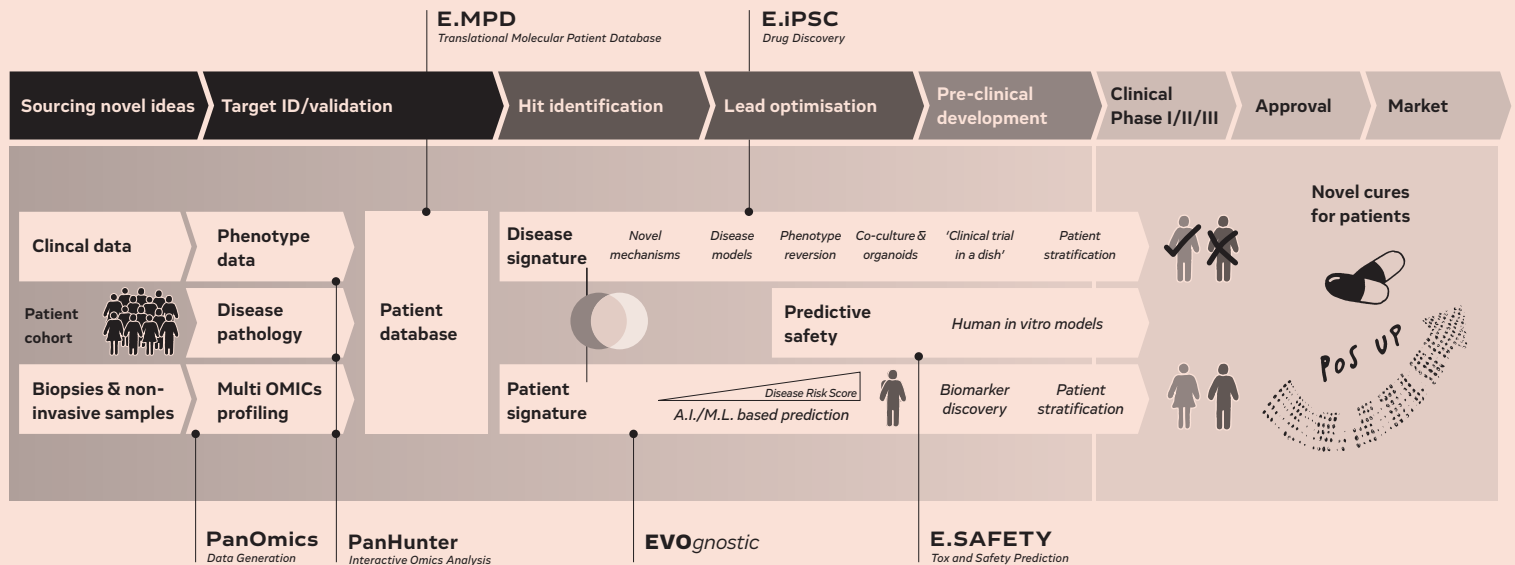 E.MPD
Translational Molecular Patient Database
E.iPSC
Drug Discovery
Sourcing novel ideas
Target ID/validation
Hit identification
Lead optimisation
Pre-clinical
development
Clinical
Phase I/II/III
Approval
Market
Clincal data
Phenotype
data
Patient
cohort
Disease
pathology
Biopsies & non-
invasive samples
Multi OMICs
profiling
Patient
database
Disease
signature
Novel
mechanisms
Disease
models
Phenotype
reversion
Co-culture &
organoids
‘Clinical trial
in a dish’
Patient
stratification
Predictive
safety
Human in vitro models
Patient
signature
Disease Risk Score
A.I./M.L. based prediction
Biomarker
discovery
Patient
stratification
Novel cures
for patients
PoS UP
PanOmics
Data Generation
PanHunter
Interactive Omics Analysis
EVOgnostic
E.SAFETY
Tox and Safety Prediction